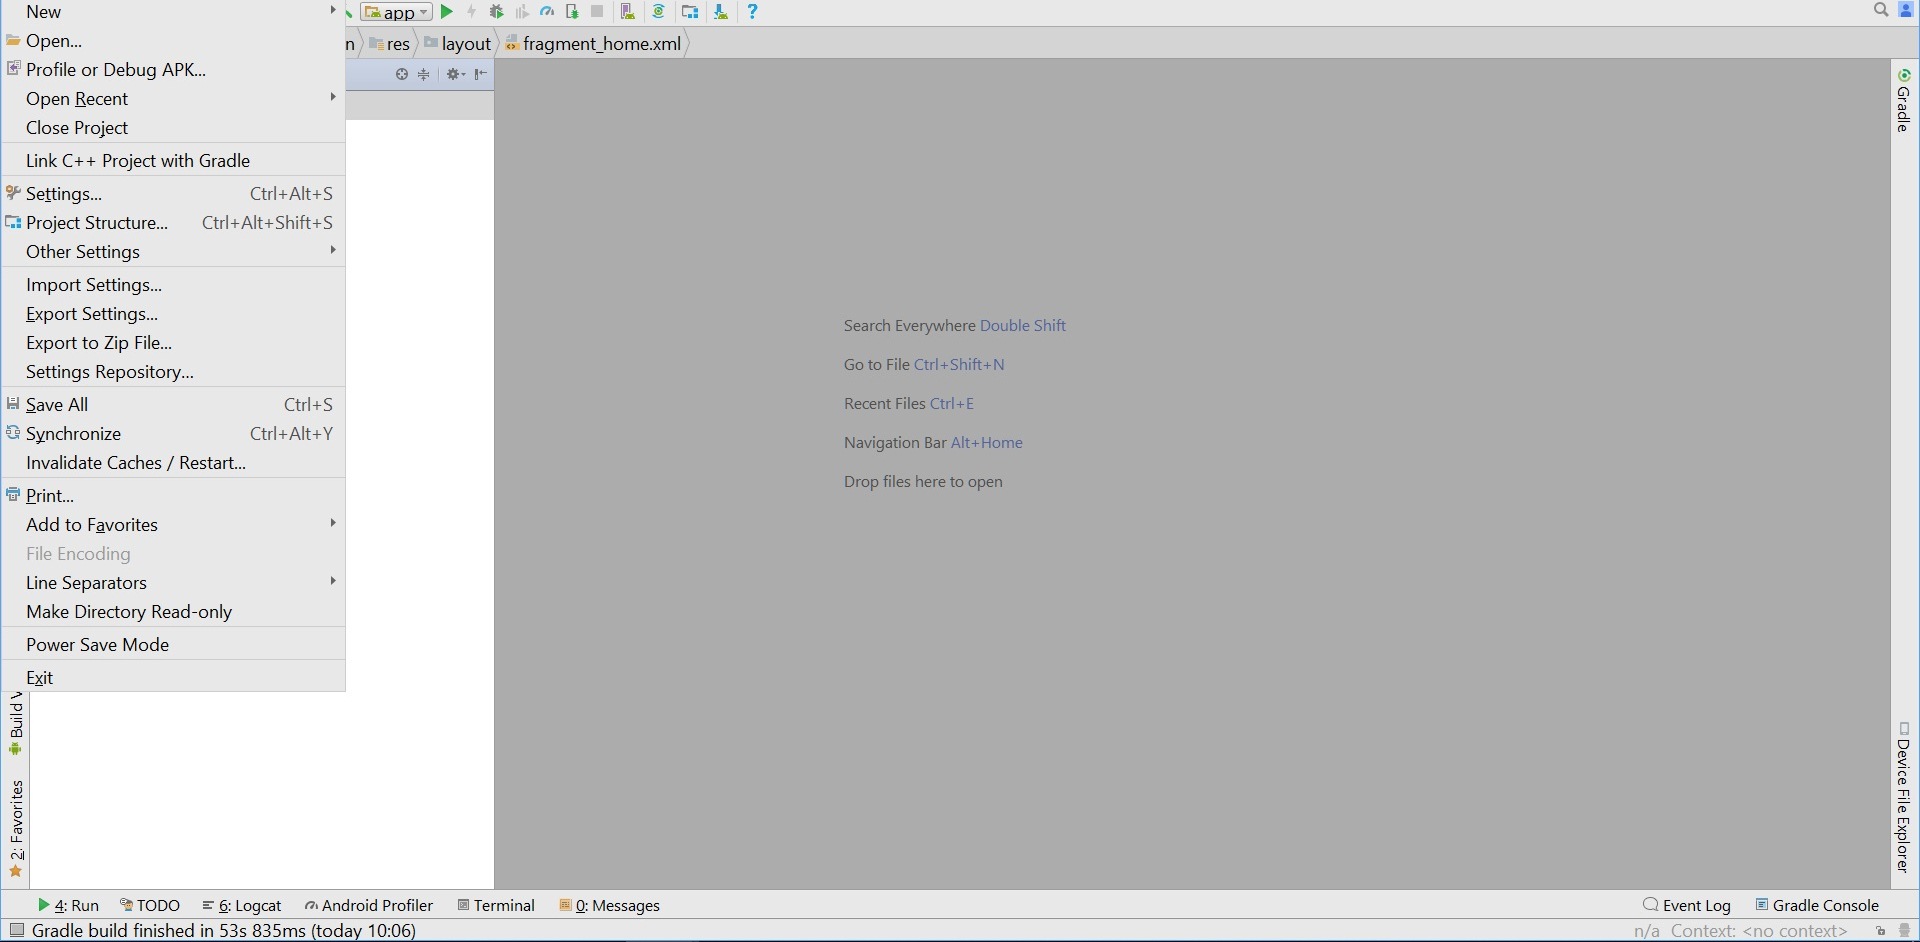 New
Open...
Profile or Debug APK...
Open Recent
Close Project
Link C++ Project with Gradle
Settings... Ctrl+Alt+S
Project Structure... Ctrl+Alt+Shift+S
Other Settings
Import Settings...
Export Settings...
Export to Zip File...
Settings Repository...
Save All Ctrl+S
Synchronize Ctrl+Alt+Y
Invalidate Caches / Restart...
Print...
Add to Favorites
File Encoding
Line Separators
Make Directory Read-only
Power Save Mode
Exit
app
n res layout fragment_home.xml
Search Everywhere Double Shift
Go to File Ctrl+Shift+N
Recent Files Ctrl+E
Navigation Bar Alt+Home
Drop files here to open
Gradle
Device File Explorer
Build
2: Favorites
4: Run TODO 6: Logcat Android Profiler Terminal 0: Messages Event Log Gradle Console
Gradle build finished in 53s 835ms (today 10:06) n/a Context: <no context>